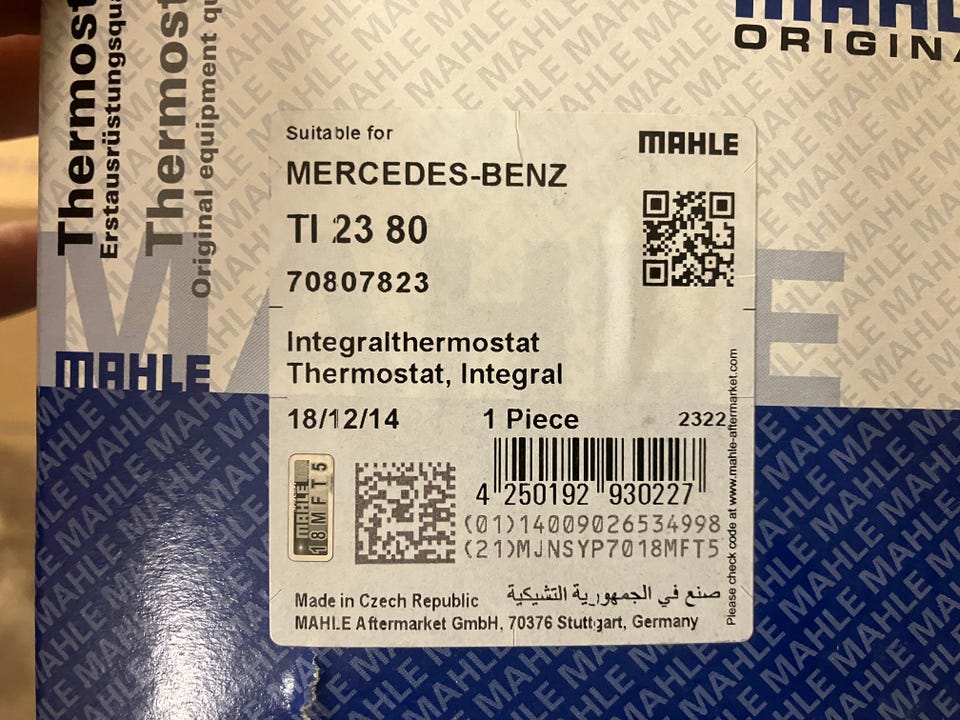 Thermost
Erstausrüstungsqua
Thermost
Original equipment qu
MAHLE
ORIGINA
MAHLE
Suitable for
MAHLE
MERCEDES-BENZ
TI 23 80
70807823
Integralthermostat
Thermostat, Integral
18/12/14 1 Piece 2322
4 250192 930227
MAHLE
18MFT5
(01)14009026534998
(21)MJNSYP7018MFT5
Please check code at www.mahle-aftermarket.com
Made in Czech Republic صنع في الجمهورية التشيكية
MAHLE Aftermarket GmbH, 70376 Stuttgart, Germany